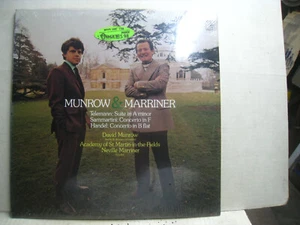 MUNROW & MARRINER
Telemann: Suite in A minor
Sammartini: Concerto in F
Handel: Concerto in B flat
David Munrow
Academy of St. Martin-in-the-Fields
Neville Marriner